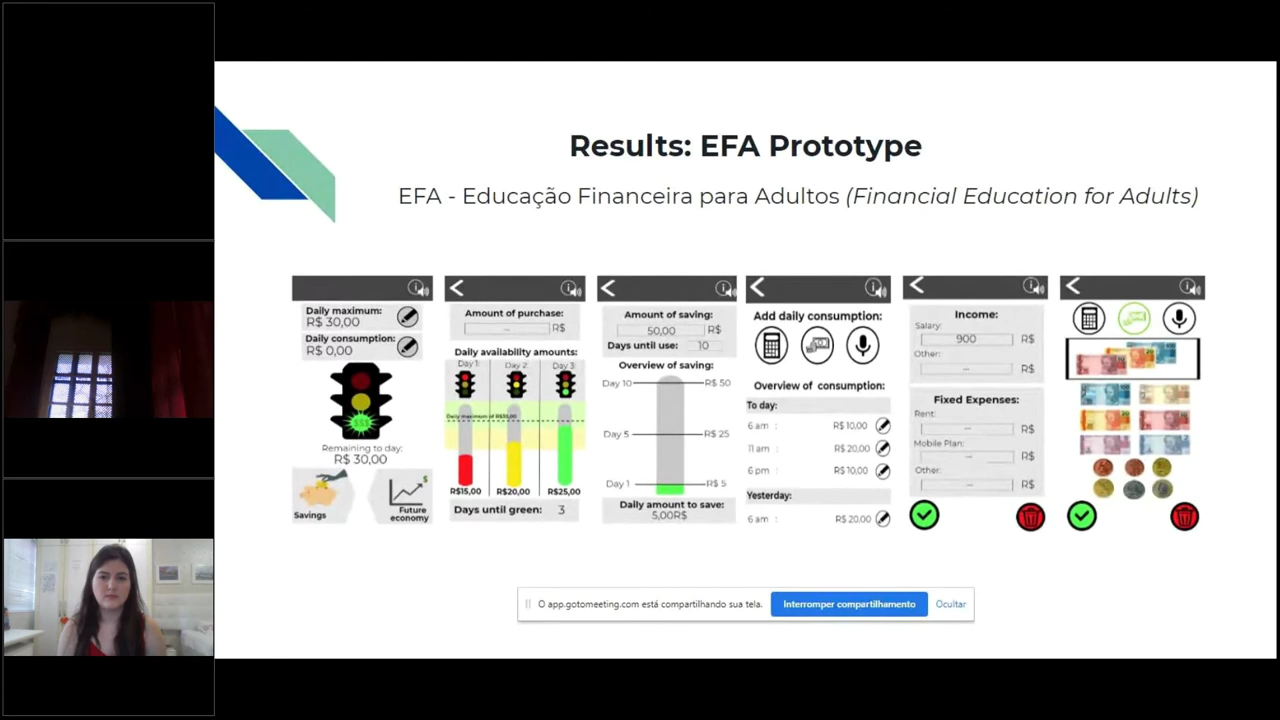 Results: EFA Prototype
EFA - Educação Financeira para Adultos (Financial Education for Adults)
Daily maximum:
R$ 30,00
Daily consumption:
R$ 0,00
$$$
Remaining to day:
R$ 30,00
Savings
Future
economy
Amount of purchase:
R$
Daily availability amounts:
Day 1: Day 2: Day 3:
Daily maximum of R$30,00
R$15,00 R$20,00 R$25,00
Days until green: 3
Amount of saving:
50,00 R$
Days until use: 10
Overview of saving:
Day 10 R$ 50
Day 5 R$ 25
Day 1 R$ 5
Daily amount to save:
5,00R$
Add daily consumption:
Overview of consumption:
To day:
6 am : R$ 10,00
11 am : R$ 20,00
6 pm : R$ 10,00
Yesterday:
6 am : R$ 20,00
Income:
Salary:
900 R$
Other:
R$
Fixed Expenses:
Rent:
R$
Mobile Plan:
R$
Other:
R$
O app.gotomeeting.com está compartilhando sua tela. Interromper compartilhamento Ocultar